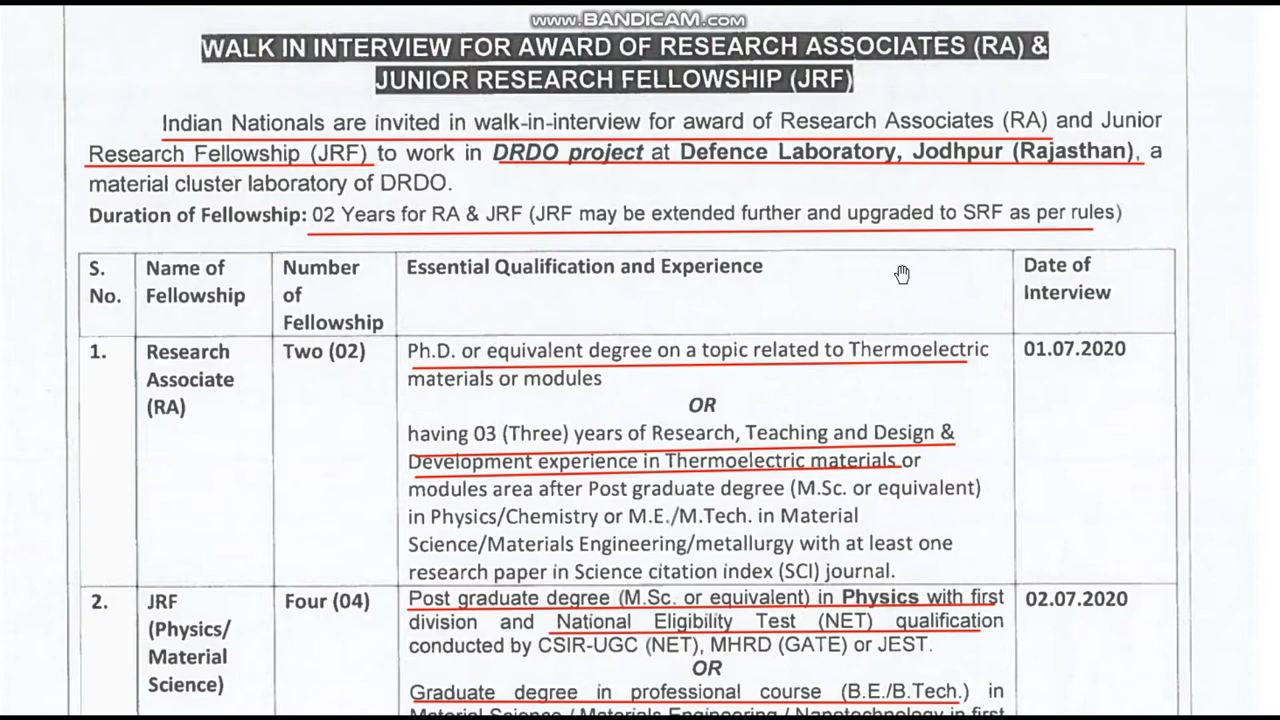 www.BANDICAM.com
WALK IN INTERVIEW FOR AWARD OF RESEARCH ASSOCIATES (RA) &
JUNIOR RESEARCH FELLOWSHIP (JRF)
Indian Nationals are invited in walk-in-interview for award of Research Associates (RA) and Junior
Research Fellowship (JRF) to work in DRDO project at Defence Laboratory, Jodhpur (Rajasthan), a
material cluster laboratory of DRDO.
Duration of Fellowship: 02 Years for RA & JRF (JRF may be extended further and upgraded to SRF as per rules)
S.
No.
Name of
Fellowship
Number
of
Fellowship
Essential Qualification and Experience
Date of
Interview
1.
Research
Associate
(RA)
Two (02)
Ph.D. or equivalent degree on a topic related to Thermoelectric
materials or modules
OR
having 03 (Three) years of Research, Teaching and Design &
Development experience in Thermoelectric materials or
modules area after Post graduate degree (M.Sc. or equivalent)
in Physics/Chemistry or M.E./M.Tech. in Material
Science/Materials Engineering/metallurgy with at least one
research paper in Science citation index (SCI) journal.
01.07.2020
2.
JRF
(Physics/
Material
Science)
Four (04)
Post graduate degree (M.Sc. or equivalent) in Physics with first
division and National Eligibility Test (NET) qualification
conducted by CSIR-UGC (NET), MHRD (GATE) or JEST.
OR
Graduate degree in professional course (B.E./B.Tech.) in
Material Science / Materials Engineering / Nanotechnology in first
02.07.2020